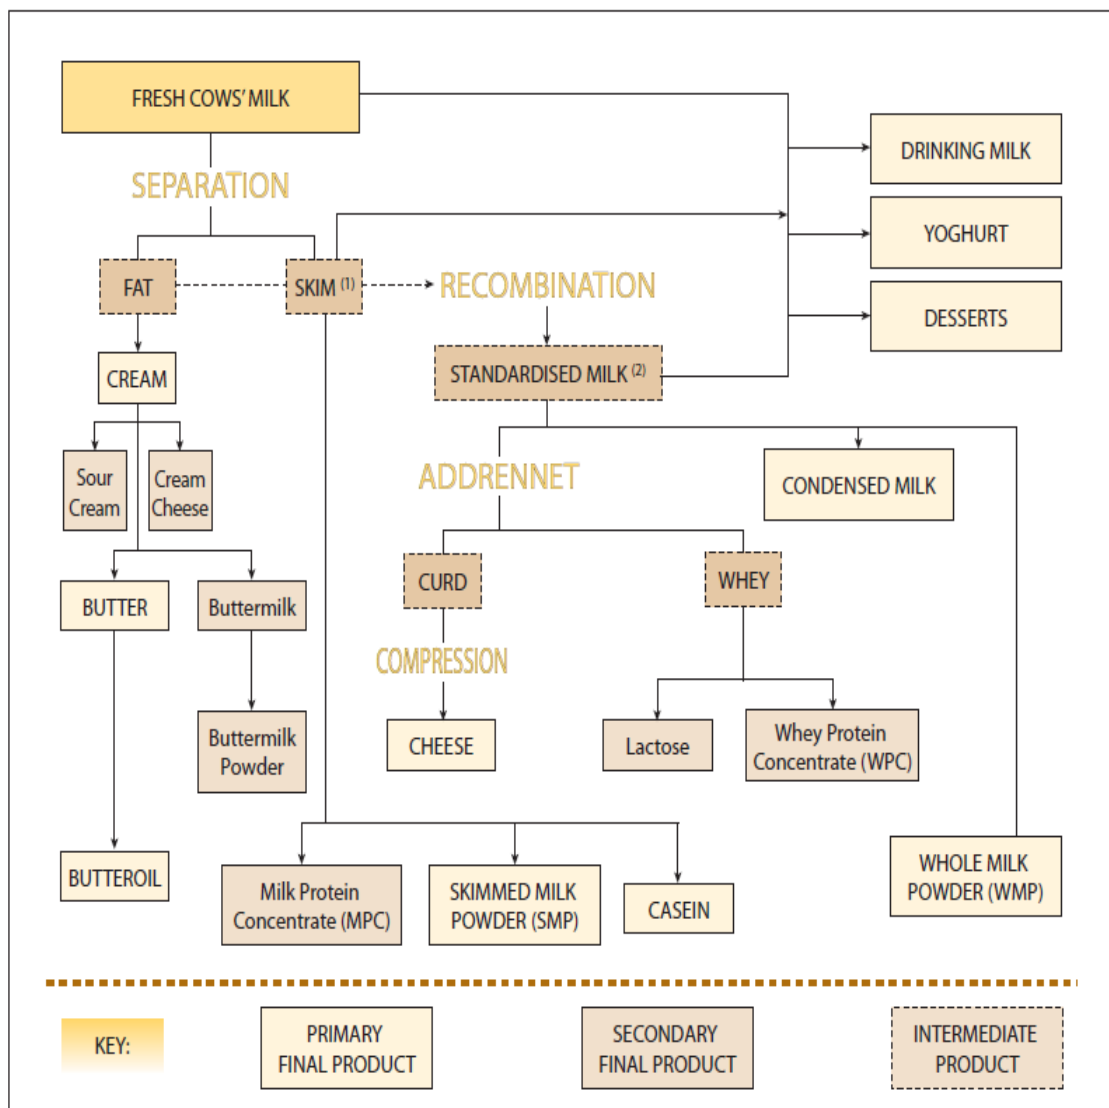 FRESH COWS' MILK
DRINKING MILK
SEPARATION
YOGHURT
FAT
SKIM (1)
RECOMBINATION
DESSERTS
CREAM
STANDARDISED MILK (2)
Sour
Cream
Cream
Cheese
ADDRENNET
CONDENSED MILK
CURD
WHEY
BUTTER
Buttermilk
COMPRESSION
Buttermilk
Powder
CHEESE
Lactose
Whey Protein
Concentrate (WPC)
BUTTEROIL
Milk Protein
Concentrate (MPC)
SKIMMED MILK
POWDER (SMP)
CASEIN
WHOLE MILK
POWDER (WMP)
KEY:
PRIMARY
FINAL PRODUCT
SECONDARY
FINAL PRODUCT
INTERMEDIATE
PRODUCT